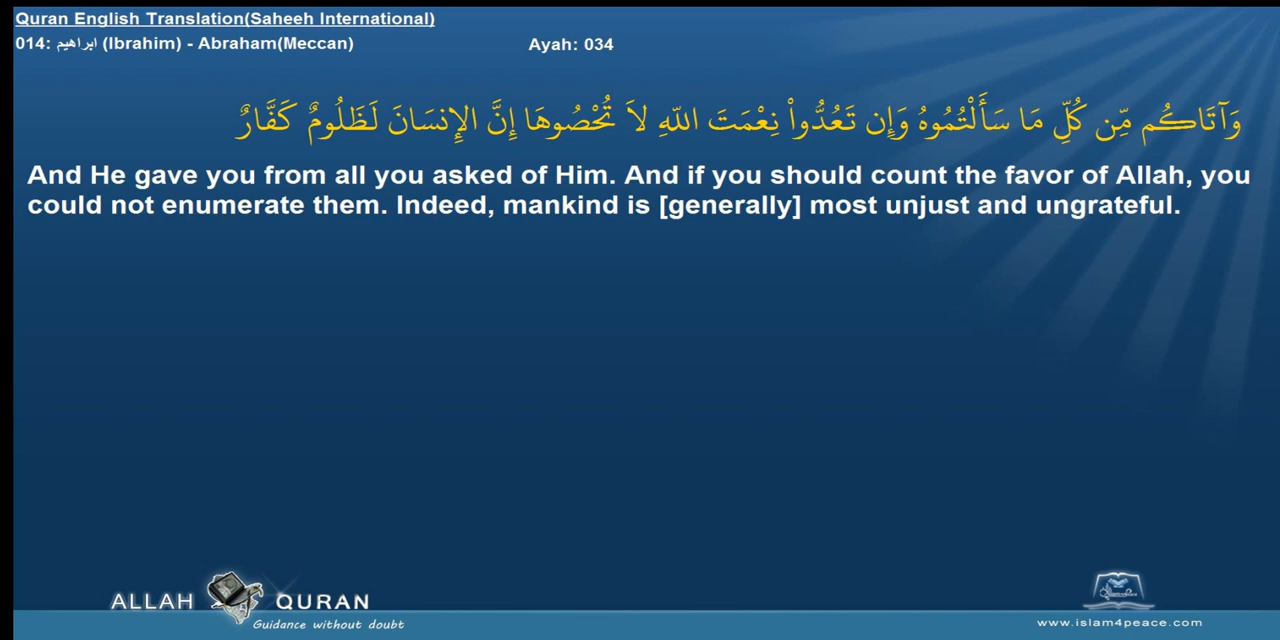 Quran English Translation(Saheeh International)
014: ابراهيم (Ibrahim) - Abraham(Meccan) Ayah: 034
وَآتَاكُم مِّن كُلِّ مَا سَأَلْتُمُوهُ وَإِن تَعُدُّواْ نِعْمَتَ اللّهِ لاَ تُحْصُوهَا إِنَّ الإِنسَانَ لَظَلُومٌ كَفَّارٌ
And He gave you from all you asked of Him. And if you should count the favor of Allah, you
could not enumerate them. Indeed, mankind is [generally] most unjust and ungrateful.
ALLAH QURAN
Guidance without doubt
www.islam4peace.com